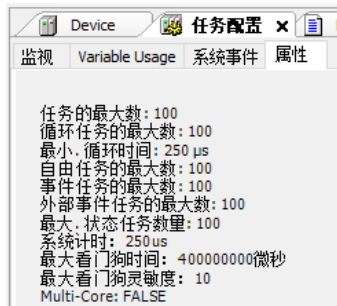 Device 任务配置
监视 Variable Usage 系统事件 属性
任务的最大数: 100
循环任务的最大数: 100
最小. 循环时间: 250 µs
自由任务的最大数: 100
事件任务的最大数: 100
外部事件任务的最大数: 100
最大. 状态任务数量: 100
系统计时: 250us
最大看门狗时间: 400000000微秒
最大看门狗灵敏度: 10
Multi-Core: FALSE